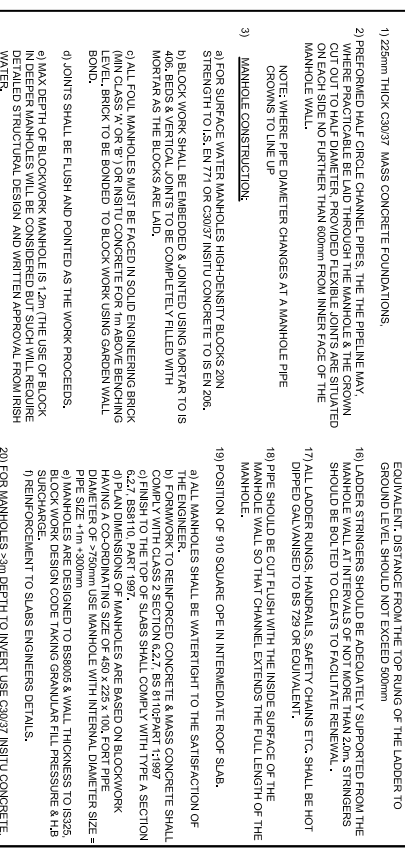 1) 225mm THICK C30/37 MASS CONCRETE FOUNDATIONS,
2) PREFORMED HALF CIRCLE CHANNEL PIPES, THE THE PIPELINE MAY,
WHERE PRACTICABLE BE LAID THROUGH THE MANHOLE & THE CROWN
CUT OUT TO HALF DIAMETER, PROVIDED FLEXIBLE JOINTS ARE SITUATED
ON EACH SIDE NO FURTHER THAN 600mm FROM INNER FACE OF THE
MANHOLE WALL.
NOTE: WHERE PIPE DIAMETER CHANGES AT A MANHOLE PIPE
CROWNS TO LINE UP
3) MANHOLE CONSTRUCTION:
a) FOR SURFACE WATER MANHOLES HIGH-DENSITY BLOCKS 20N
STRENGTH TO I.S. EN 771 OR C30/37 INSITU CONCRETE TO IS EN 206.
b) BLOCK WORK SHALL BE EMBEDDED & JOINTED USING MORTAR TO IS
406, BEDS & VERTICAL JOINTS TO BE COMPLETELY FILLED WITH
MORTAR AS THE BLOCKS ARE LAID.
c) ALL FOUL MANHOLES MUST BE FACED IN SOLID ENGINEERING BRICK
(MIN CLASS 'A' OR 'B' ) OR INSITU CONCRETE FOR 1m ABOVE BENCHING
LEVEL, BRICK TO BE BONDED TO BLOCK WORK USING GARDEN WALL
BOND.
d) JOINTS SHALL BE FLUSH AND POINTED AS THE WORK PROCEEDS.
e) MAX DEPTH OF BLOCKWORK MANHOLE IS 1.2m (THE USE OF BLOCK
IN DEEPER MANHOLES WILL BE CONSIDERED BUT SUCH WILL REQUIRE
DETAILED STRUCTURAL DESIGN AND WRITTEN APPROVAL FROM IRISH
WATER.
EQUIVALENT. DISTANCE FROM THE TOP RUNG OF THE LADDER TO
GROUND LEVEL SHOULD NOT EXCEED 500mm
16) LADDER STRINGERS SHOULD BE ADEQUATELY SUPPORTED FROM THE
MANHOLE WALL AT INTERVALS OF NOT MORE THAN 2.0m. STRINGERS
SHOULD BE BOLTED TO CLEATS TO FACILITATE RENEWAL .
17) ALL LADDER RUNGS, HANDRAILS, SAFETY CHAINS ETC. SHALL BE HOT
DIPPED GALVANISED TO BS 729 OR EQUIVALENT.
18) PIPE SHOULD BE CUT FLUSH WITH THE INSIDE SURFACE OF THE
MANHOLE WALL SO THAT CHANNEL EXTENDS THE FULL LENGTH OF THE
MANHOLE.
19) POSITION OF 910 SQUARE OPE IN INTERMEDIATE ROOF SLAB.
a) ALL MANHOLES SHALL BE WATERTIGHT TO THE SATISFACTION OF
THE ENGINEER.
b) FORMWORK TO REINFORCED CONCRETE & MASS CONCRETE SHALL
COMPLY WITH CLASS 2 SECTION 6.2.7. BS 8110:PART 1:1997
c) FINISH TO THE TOP OF SLABS SHALL COMPLY WITH TYPE A SECTION
6.2.7. BS8110, PART 1997.
d) PLAN DIMENSIONS OF MANHOLES ARE BASED ON BLOCKWORK
HAVING A CO-ORDINATING SIZE OF 450 x 225 x 100, FORT PIPE
DIAMETER OF >750mm USE MANHOLE WITH INTERNAL DIAMETER SIZE =
PIPE SIZE +1m +300mm
e) MANHOLES ARE DESIGNED TO BS8005 & WALL THICKNESS TO IS325,
BLOCK WORK DESIGN CODE TAKING GRANULAR FILL PRESSURE & H,B
SURCHARGE.
f) REINFORCEMENT TO SLABS ENGINEERS DETAILS.
20) FOR MANHOLES >3m DEPTH TO INVERT USE C30/37 INSITU CONCRETE.